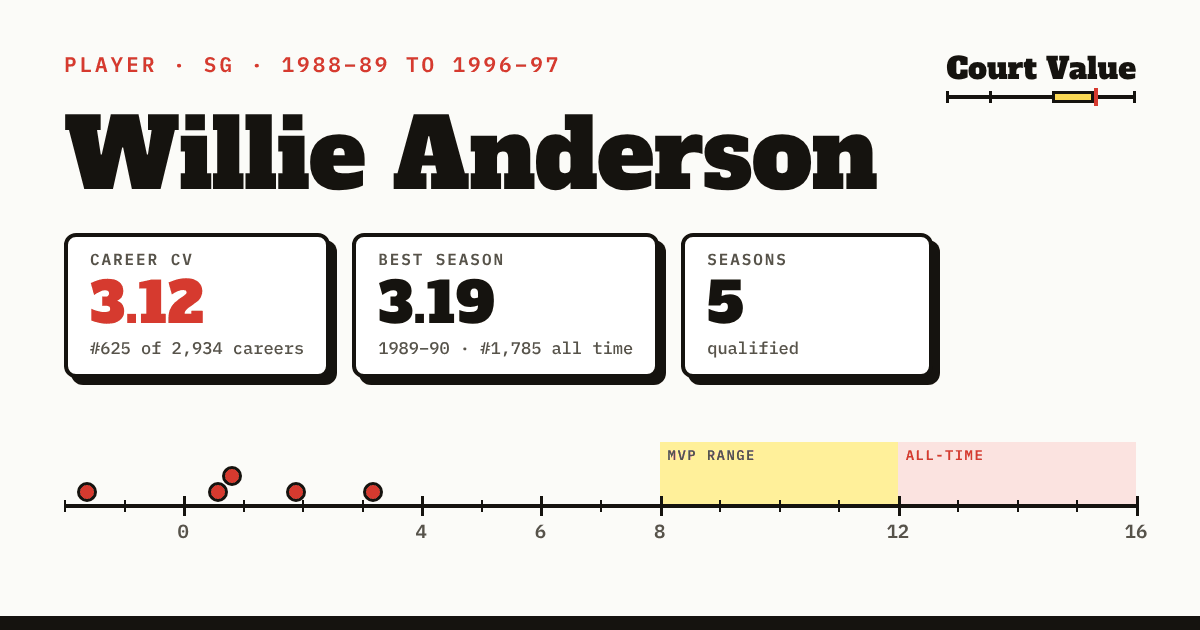 PLAYER · SG · 1988–89 TO 1996–97
Court Value
Willie Anderson
CAREER CV
3.12
#625 of 2,934 careers
BEST SEASON
3.19
1989–90 · #1,785 all time
SEASONS
5
qualified
MVP RANGE
ALL-TIME
0 4 6 8 12 16